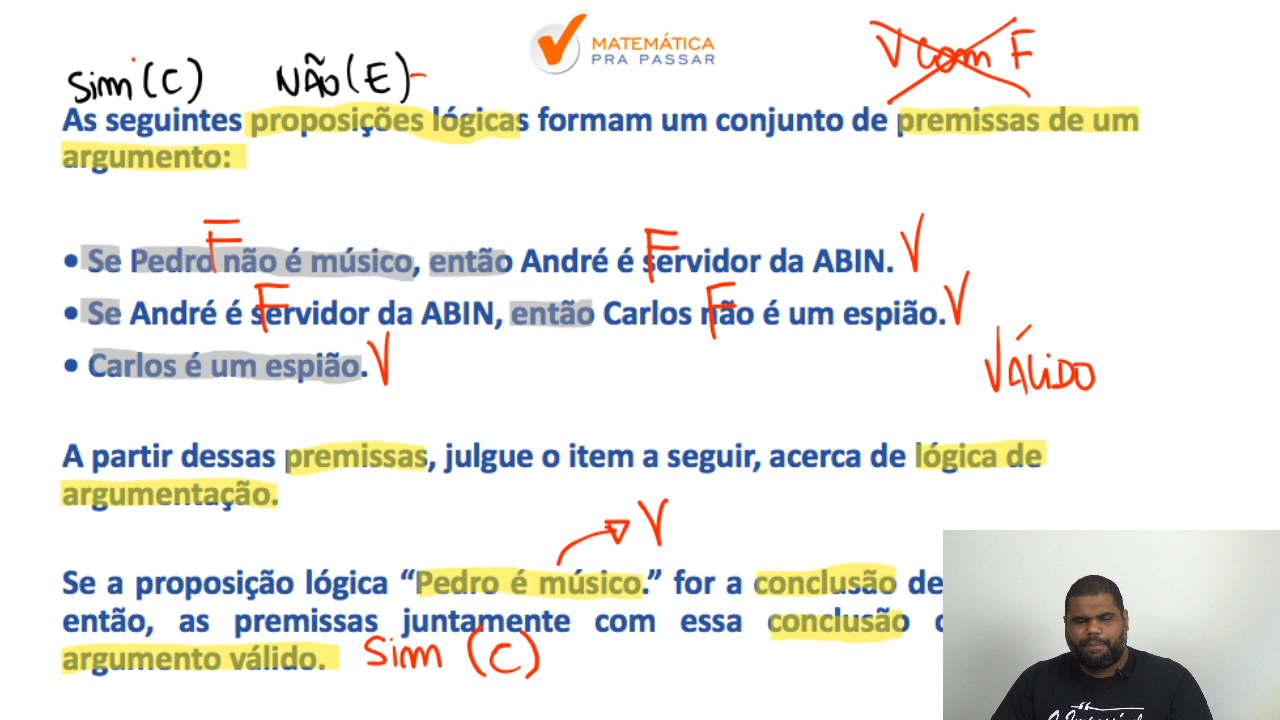 MATEMÁTICA
PRA PASSAR
V com F
Sim (C) NÃO (E)
As seguintes proposições lógicas formam um conjunto de premissas de um
argumento:
F F V
• Se Pedro não é músico, então André é servidor da ABIN.
F F V
• Se André é servidor da ABIN, então Carlos não é um espião.
• Carlos é um espião. V
VÁLIDO
A partir dessas premissas, julgue o item a seguir, acerca de lógica de
argumentação.
V
Se a proposição lógica “Pedro é músico.” for a conclusão de
então, as premissas juntamente com essa conclusão
argumento válido. Sim (C)